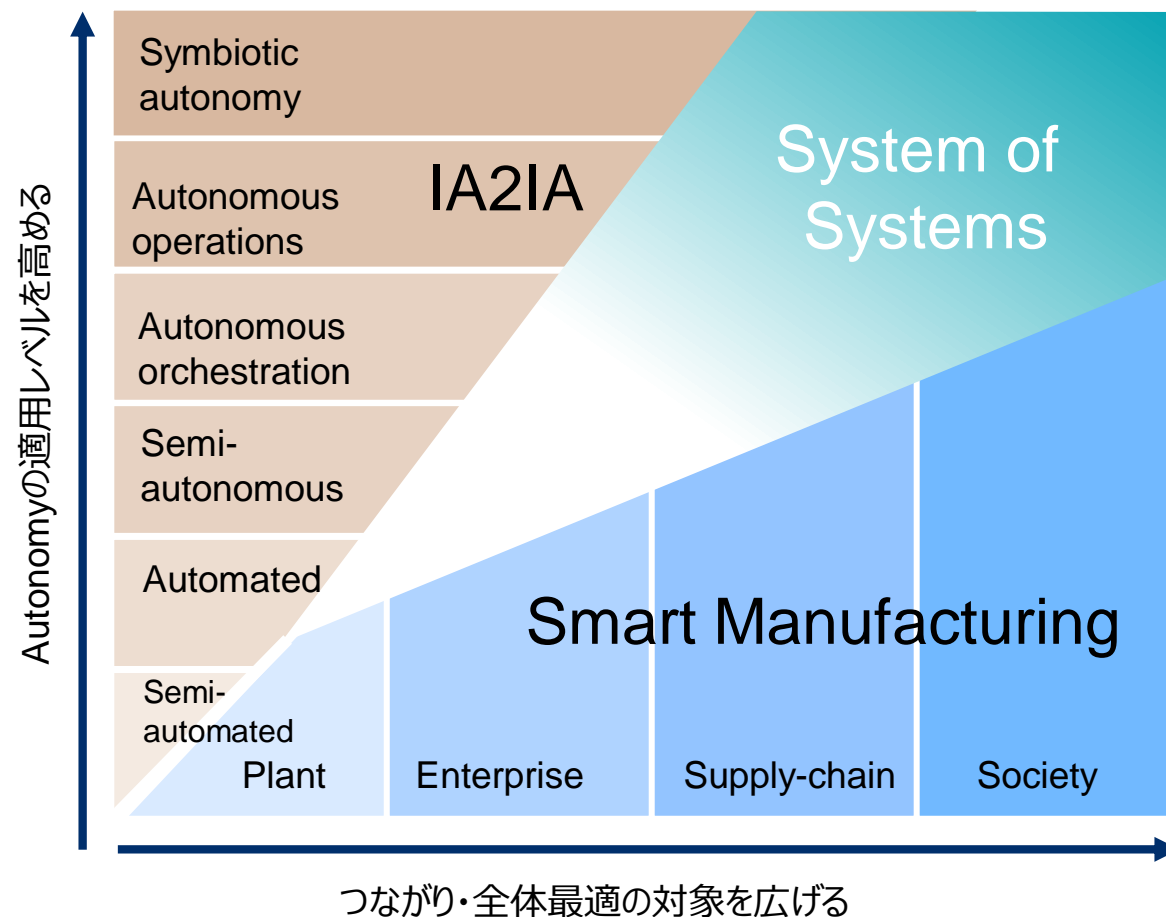 Symbiotic
autonomy
Autonomous
operations
IA2IA
System of
Systems
Autonomous
orchestration
Semi-
autonomous
Automated
Semi-
automated
Smart Manufacturing
Plant
Enterprise
Supply-chain
Society
Autonomyの適用レベルを高める
つながり・全体最適の対象を広げる